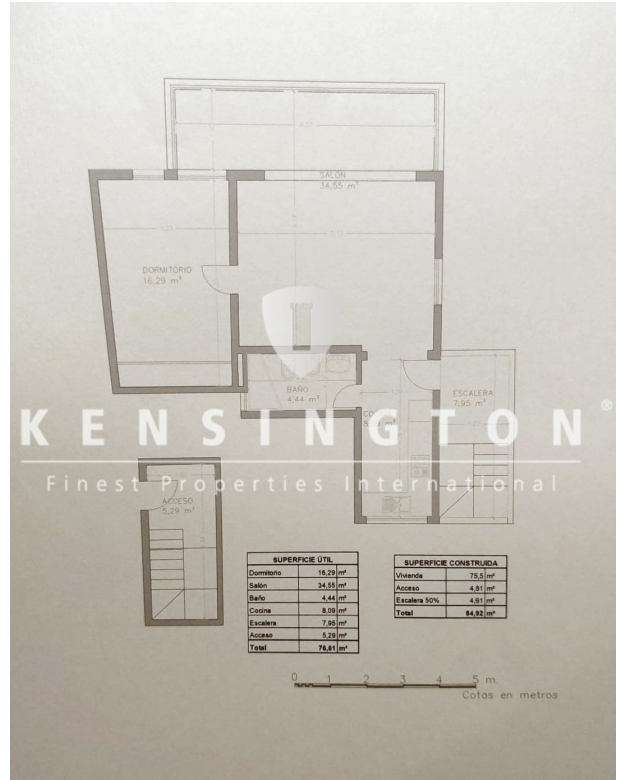 SALÓN
34,55 m²
DORMITORIO
16,29 m²
BAÑO
4,44 m²
ESCALERA
7,95 m²
KENSINGTON®
Finest Properties International
ACCESO
5,29 m²
SUPERFICIE ÚTIL
Dormitorio 16,29 m²
Salón 34,55 m²
Baño 4,44 m²
Cocina 8,09 m²
Escalera 7,95 m²
Acceso 5,29 m²
Total 76,61 m²
SUPERFICIE CONSTRUIDA
Vivienda 75,5 m²
Acceso 4,81 m²
Escalera 50% 4,61 m²
Total 84,92 m²
0 1 2 3 4 5 m.
Cotas en metros